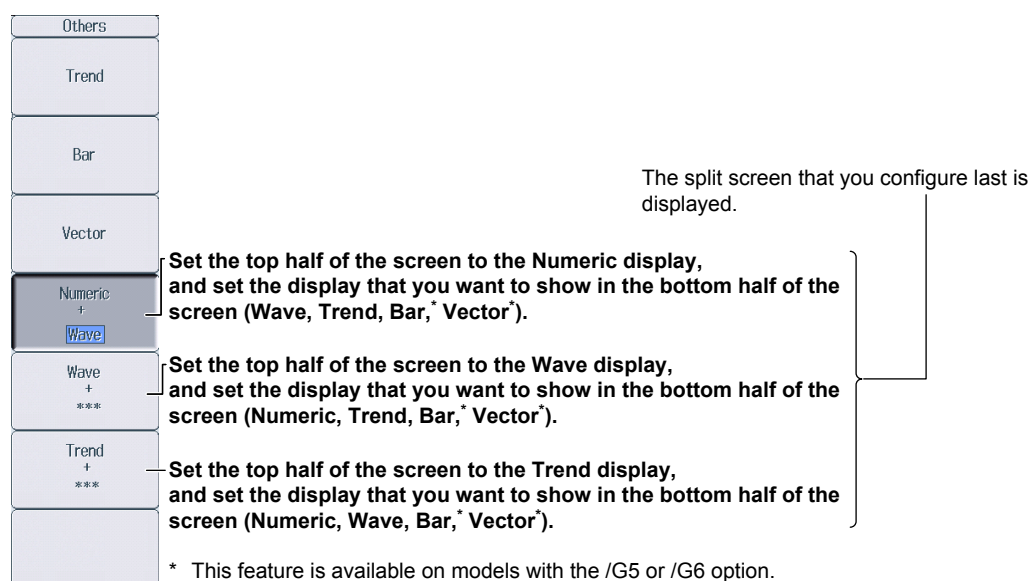 Others
Trend
Bar
Vector
Numeric
+
Wave
Wave
+
***
Trend
+
***
The split screen that you configure last is
displayed.
Set the top half of the screen to the Numeric display,
and set the display that you want to show in the bottom half of the
screen (Wave, Trend, Bar,* Vector*).
Set the top half of the screen to the Wave display,
and set the display that you want to show in the bottom half of the
screen (Numeric, Trend, Bar,* Vector*).
Set the top half of the screen to the Trend display,
and set the display that you want to show in the bottom half of the
screen (Numeric, Wave, Bar,* Vector*).
* This feature is available on models with the /G5 or /G6 option.